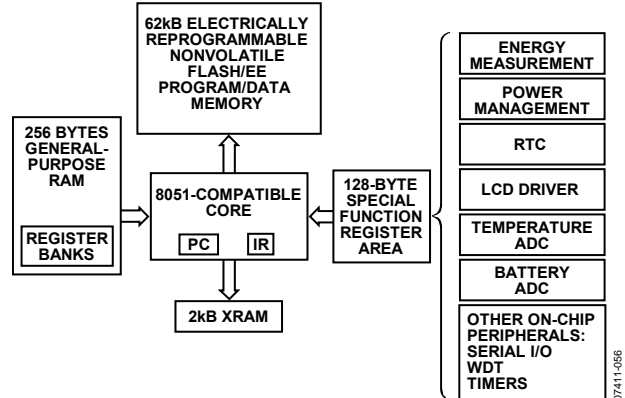 62kB ELECTRICALLY
REPROGRAMMABLE
NONVOLATILE
FLASH/EE
PROGRAM/DATA
MEMORY
256 BYTES
GENERAL-
PURPOSE
RAM
REGISTER
BANKS
8051-COMPATIBLE
CORE
PC
IR
2kB XRAM
128-BYTE
SPECIAL
FUNCTION
REGISTER
AREA
ENERGY
MEASUREMENT
POWER
MANAGEMENT
RTC
LCD DRIVER
TEMPERATURE
ADC
BATTERY
ADC
OTHER ON-CHIP
PERIPHERALS:
SERIAL I/O
WDT
TIMERS
07411-056